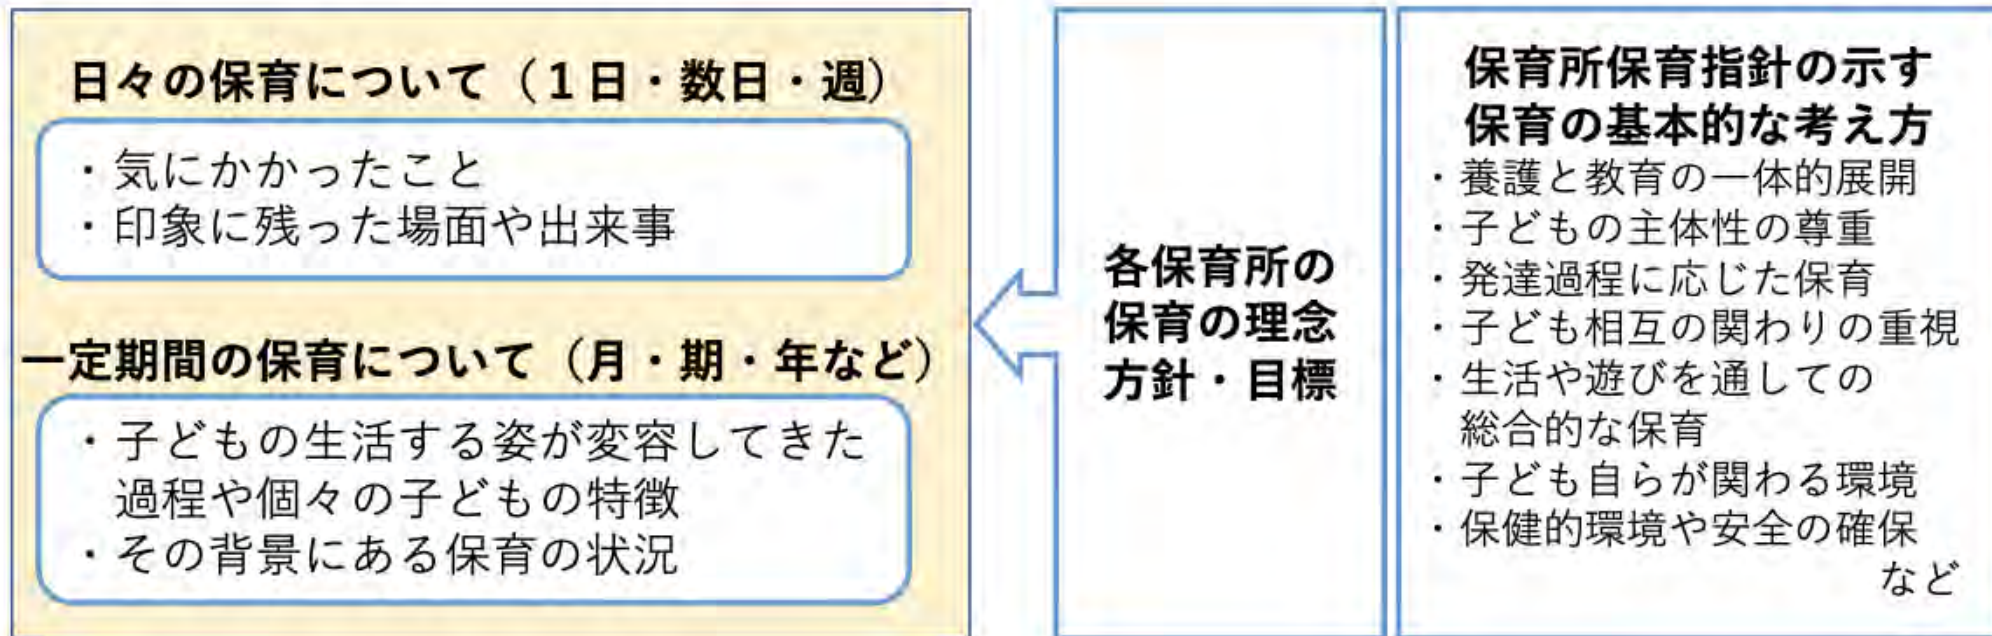 日々の保育について（１日・数日・週）
・気にかかったこと
・印象に残った場面や出来事
一定期間の保育について（月・期・年など）
・子どもの生活する姿が変容してきた
過程や個々の子どもの特徴
・その背景にある保育の状況
各保育所の
保育の理念
方針・目標
保育所保育指針の示す
保育の基本的な考え方
・養護と教育の一体的展開
・子どもの主体性の尊重
・発達過程に応じた保育
・子ども相互の関わりの重視
・生活や遊びを通しての
総合的な保育
・子ども自らが関わる環境
・保健的環境や安全の確保
など